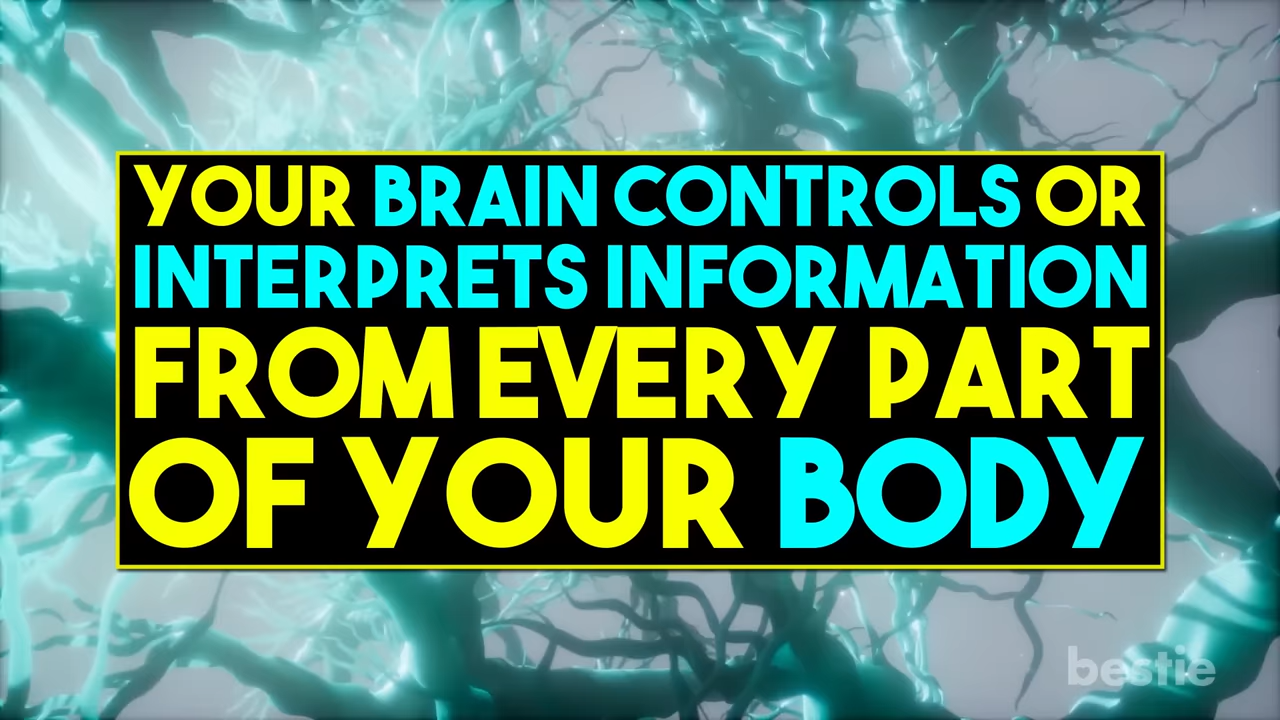 YOUR BRAIN CONTROLS OR
INTERPRETS INFORMATION
FROM EVERY PART
OF YOUR BODY
bestie